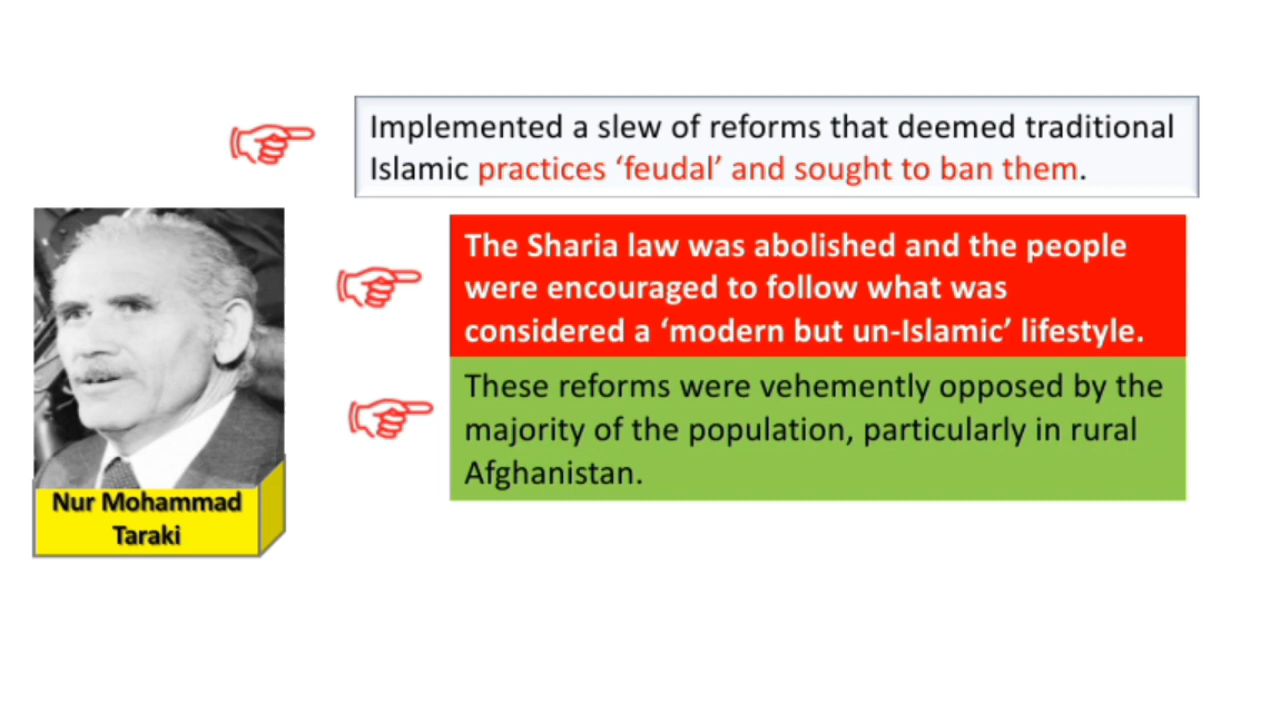 Implemented a slew of reforms that deemed traditional
Islamic practices ‘feudal’ and sought to ban them.
The Sharia law was abolished and the people
were encouraged to follow what was
considered a ‘modern but un-Islamic’ lifestyle.
These reforms were vehemently opposed by the
majority of the population, particularly in rural
Afghanistan.
Nur Mohammad
Taraki